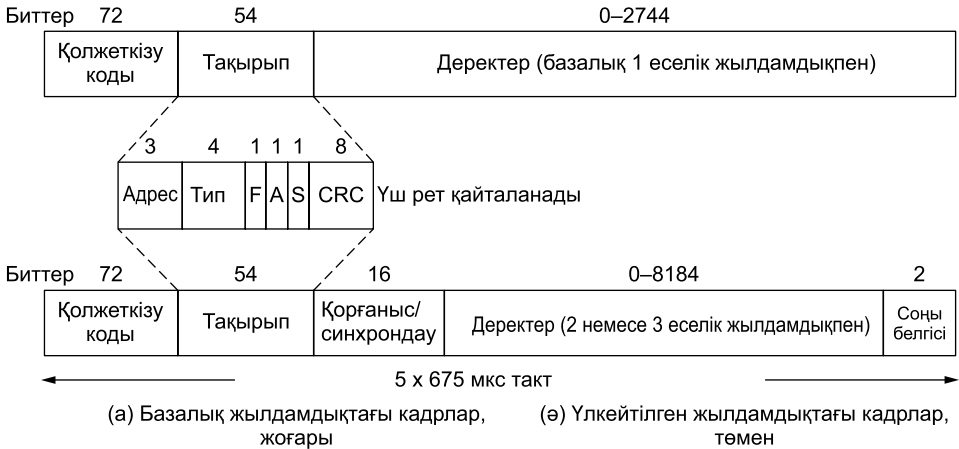 Биттер 72 54 0–2744
Қолжеткізу
коды
Тақырып
Деректер (базалық 1 еселік жылдамдықпен)
3 4 1 1 1 8
Адрес Тип F A S CRC Үш рет қайталанады
Биттер 72 54 16 0–8184 2
Қолжеткізу
коды
Тақырып
Қорғаныс/
синхрондау
Деректер (2 немесе 3 еселік жылдамдықпен)
Соңы
белгісі
5 x 675 мкс такт
(а) Базалық жылдамдықтағы кадрлар,
жоғары
(ә) Үлкейтілген жылдамдықтағы кадрлар,
төмен